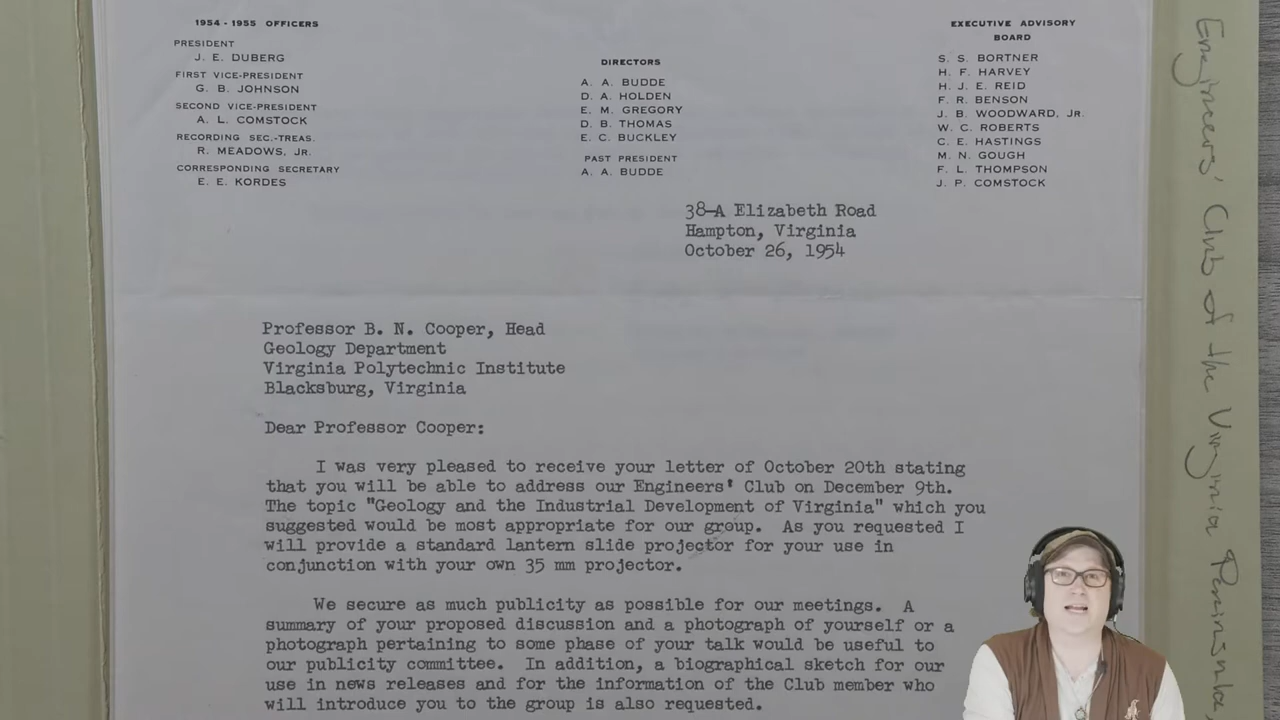 1954 - 1955 OFFICERS
PRESIDENT
J. E. DUBERG
FIRST VICE-PRESIDENT
G. B. JOHNSON
SECOND VICE-PRESIDENT
A. L. COMSTOCK
RECORDING SEC.-TREAS.
R. MEADOWS, JR.
CORRESPONDING SECRETARY
E. E. KORDES
DIRECTORS
A. A. BUDDE
D. A. HOLDEN
E. M. GREGORY
D. B. THOMAS
E. C. BUCKLEY
PAST PRESIDENT
A. A. BUDDE
EXECUTIVE ADVISORY
BOARD
S. S. BORTNER
H. F. HARVEY
H. J. E. REID
F. R. BENSON
J. B. WOODWARD, JR.
W. C. ROBERTS
C. E. HASTINGS
M. N. GOUGH
F. L. THOMPSON
J. P. COMSTOCK
38-A Elizabeth Road
Hampton, Virginia
October 26, 1954
Professor B. N. Cooper, Head
Geology Department
Virginia Polytechnic Institute
Blacksburg, Virginia
Dear Professor Cooper:
I was very pleased to receive your letter of October 20th stating
that you will be able to address our Engineers' Club on December 9th.
The topic "Geology and the Industrial Development of Virginia" which you
suggested would be most appropriate for our group. As you requested I
will provide a standard lantern slide projector for your use in
conjunction with your own 35 mm projector.
We secure as much publicity as possible for our meetings. A
summary of your proposed discussion and a photograph of yourself or a
photograph pertaining to some phase of your talk would be useful to
our publicity committee. In addition, a biographical sketch for our
use in news releases and for the information of the Club member who
will introduce you to the group is also requested.
Engineers' Club of the Virginia Peninsula